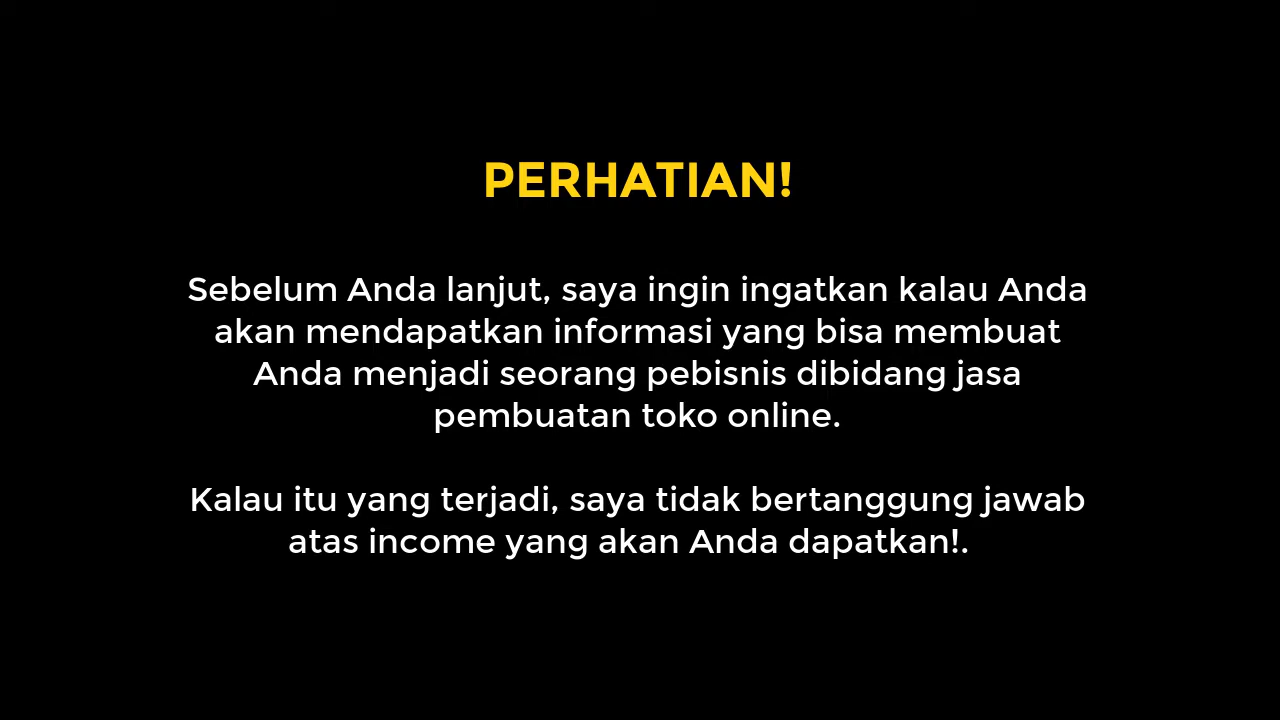 PERHATIAN!
Sebelum Anda lanjut, saya ingin ingatkan kalau Anda
akan mendapatkan informasi yang bisa membuat
Anda menjadi seorang pebisnis dibidang jasa
pembuatan toko online.
Kalau itu yang terjadi, saya tidak bertanggung jawab
atas income yang akan Anda dapatkan!.